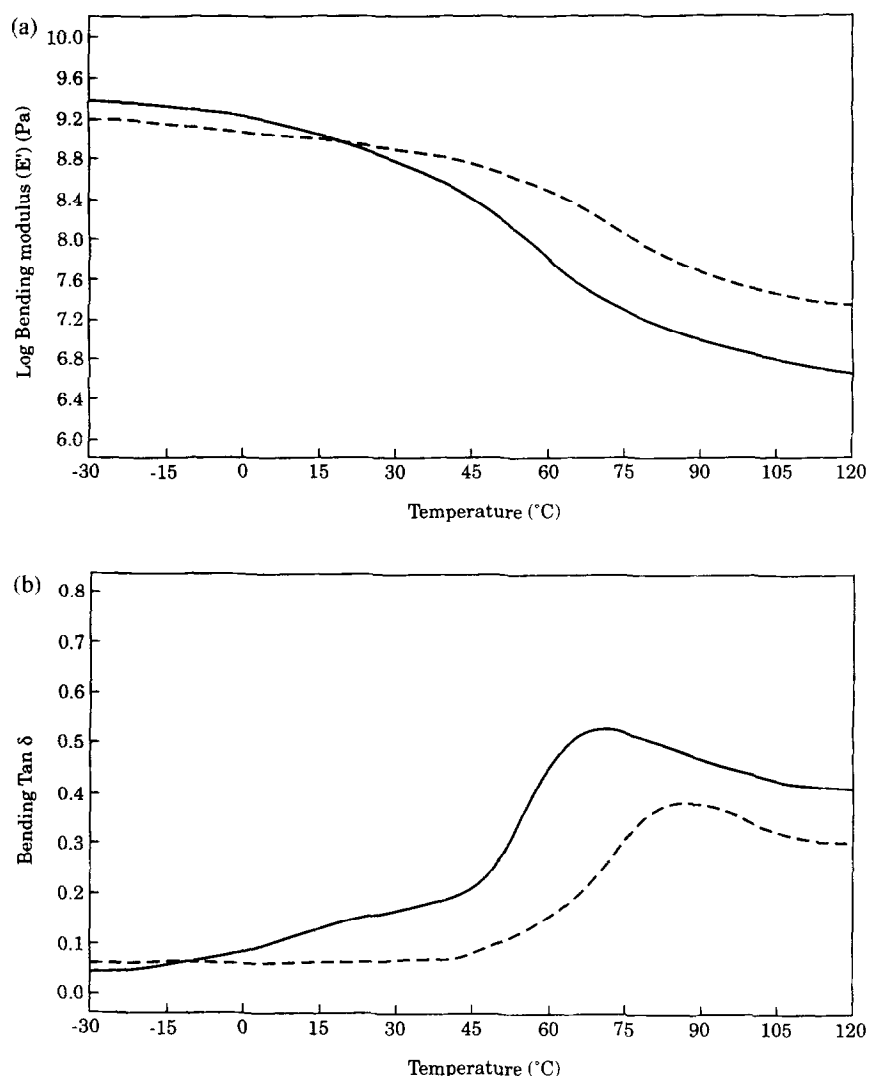 (a)
10.0
9.6
9.2
8.8
8.4
8.0
7.6
7.2
6.8
6.4
6.0
Log Bending modulus (E') (Pa)
-30 -15 0 15 30 45 60 75 90 105 120
Temperature (°C)
(b)
0.8
0.7
0.6
0.5
0.4
0.3
0.2
0.1
0.0
Bending Tan δ
-30 -15 0 15 30 45 60 75 90 105 120
Temperature (°C)